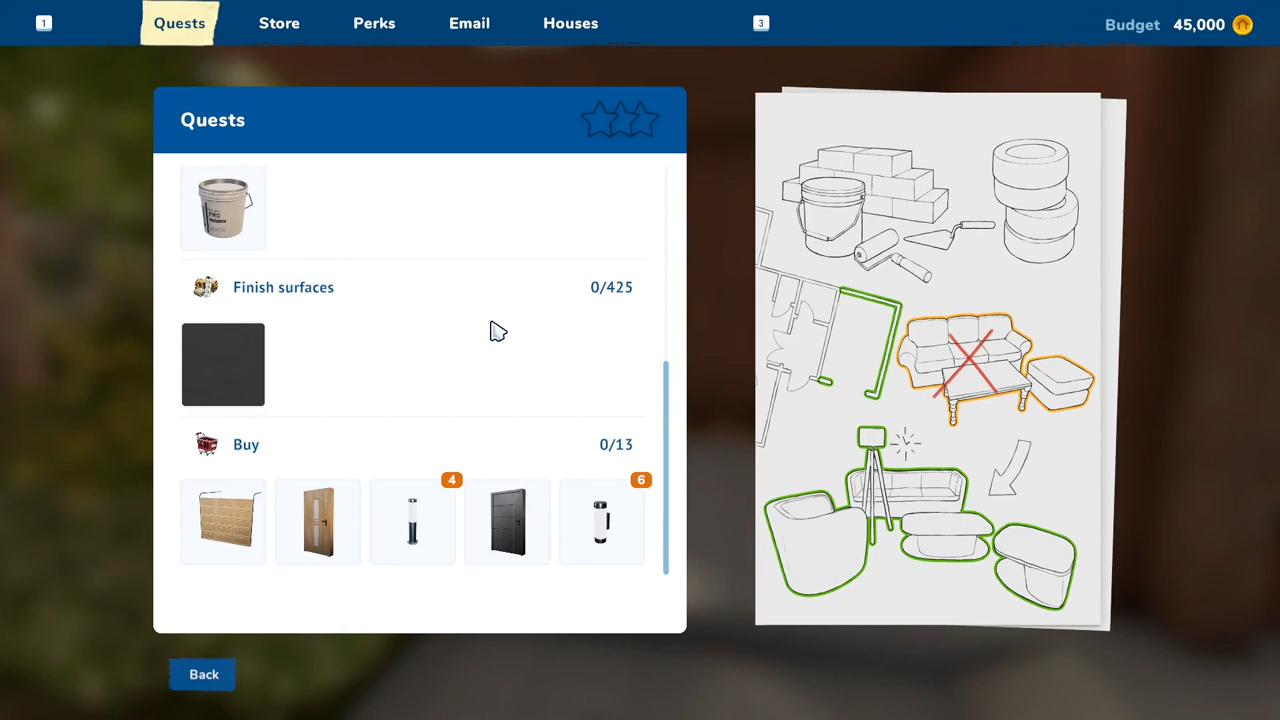 1 Quests Store Perks Email Houses 3 Budget 45,000
Quests
PRO
Finish surfaces 0/425
Buy 0/13
4 6
Back